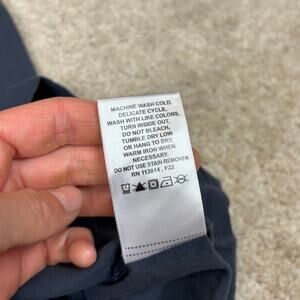 MACHINE WASH COLD,
DELICATE CYCLE.
WASH WITH LIKE COLORS,
TURN INSIDE OUT,
DO NOT BLEACH,
TUMBLE DRY LOW
OR HANG TO DRY.
WARM IRON WHEN
NECESSARY.
DO NOT USE STAIN REMOVER
RN 113014 , F22